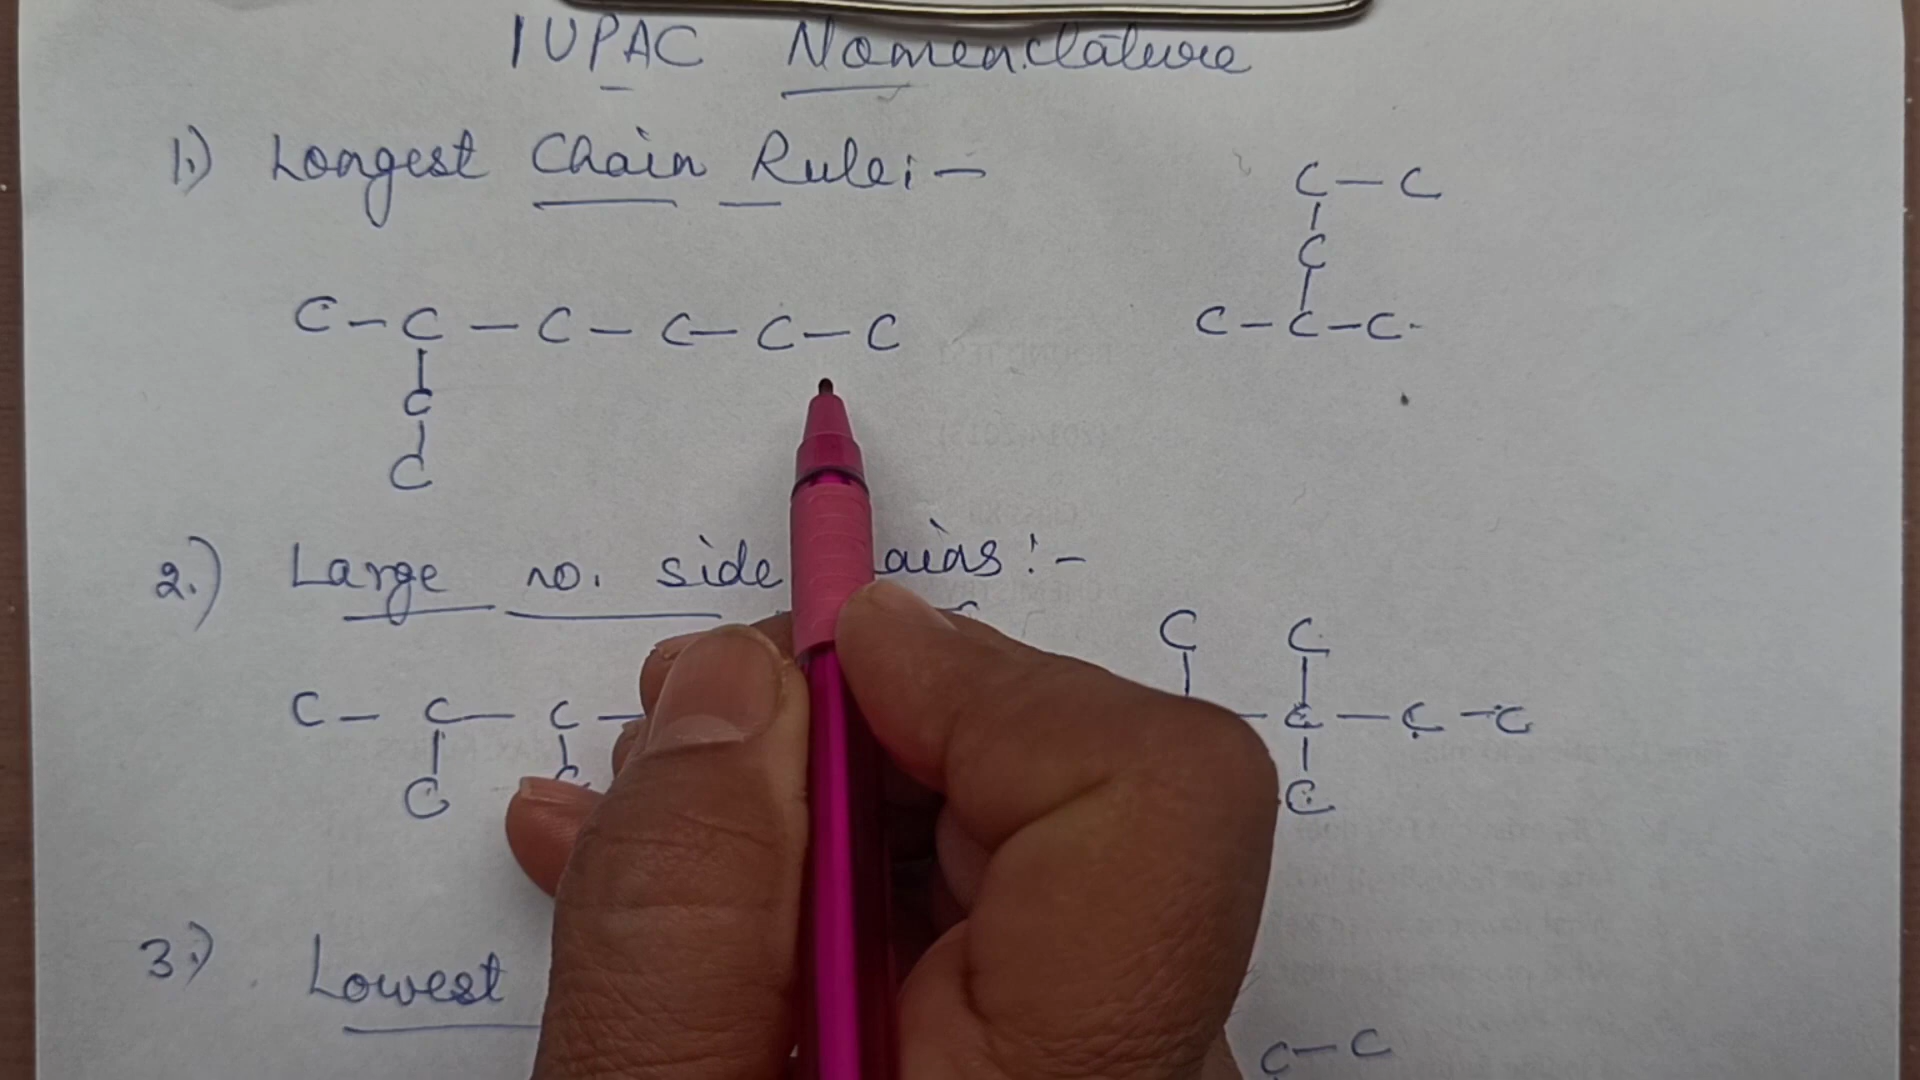 IUPAC Nomenclature
1.) Longest Chain Rule:-
C - C
C
C - C - C - C - C - C
C - C - C
C
C
2.) Large no. side
C C
C - C - C -
C - C - C
C C
C
3.) Lowest
C - C